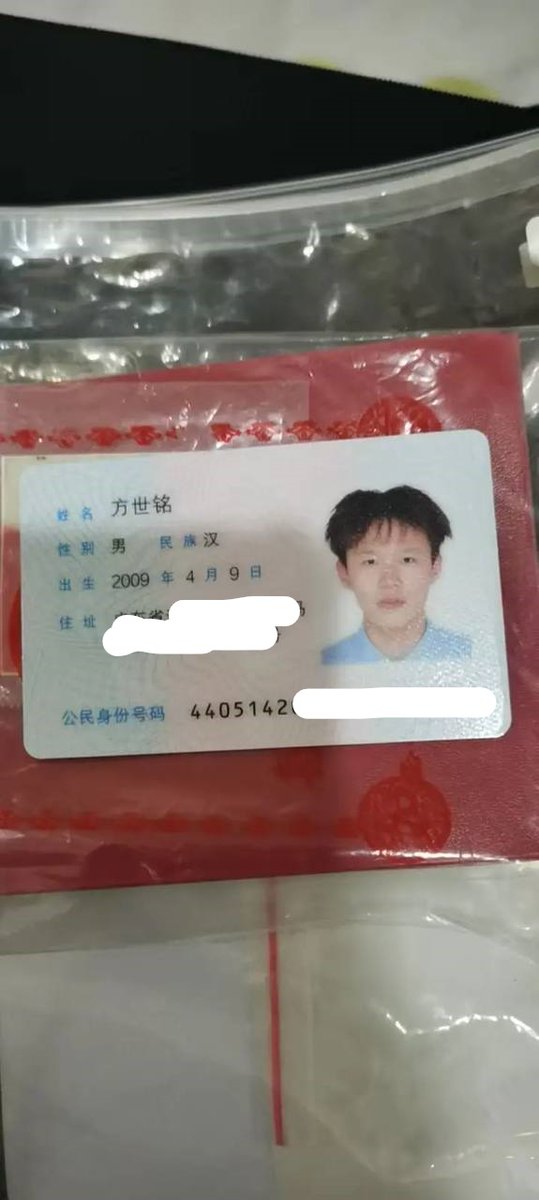 姓名 方世铭
性别 男 民族 汉
出生 2009 年 4 月 9 日
住址
公民身份号码 4405142